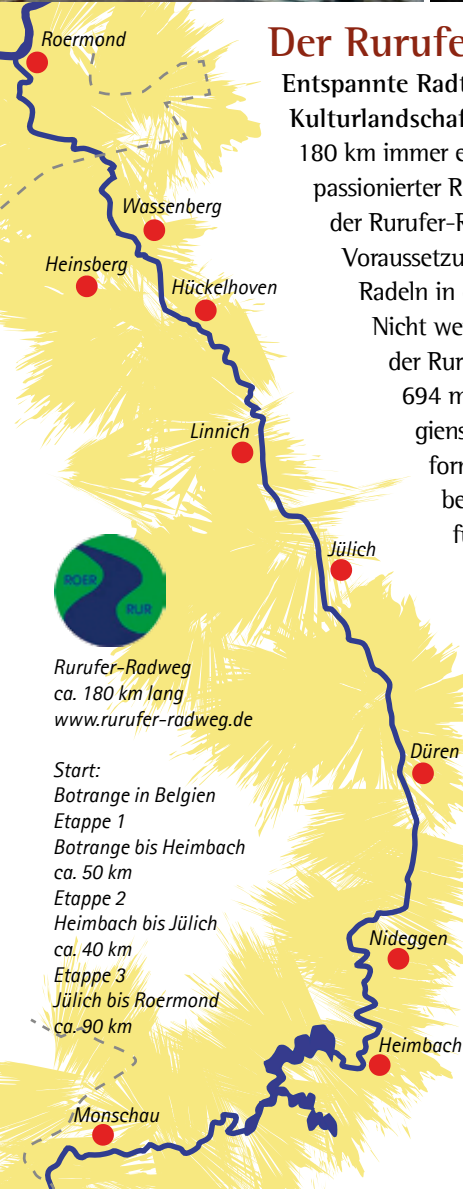 Roermond
Der Rurufe
Entspannte Radt
Kulturlandschaf
180 km immer e
passionierter R
der Rurufer-R
Voraussetzu
Radeln in
Nicht we
der Rur
694 m
giens
forn
be
fü
Wassenberg
Heinsberg
Hückelhoven
Linnich
Jülich
ROER
RUR
Rurufer-Radweg
ca. 180 km lang
www.rurufer-radweg.de
Start:
Botrange in Belgien
Etappe 1
Botrange bis Heimbach
ca. 50 km
Etappe 2
Heimbach bis Jülich
ca. 40 km
Etappe 3
Jülich bis Roermond
ca. 90 km
Düren
Nideggen
Heimbach
Monschau